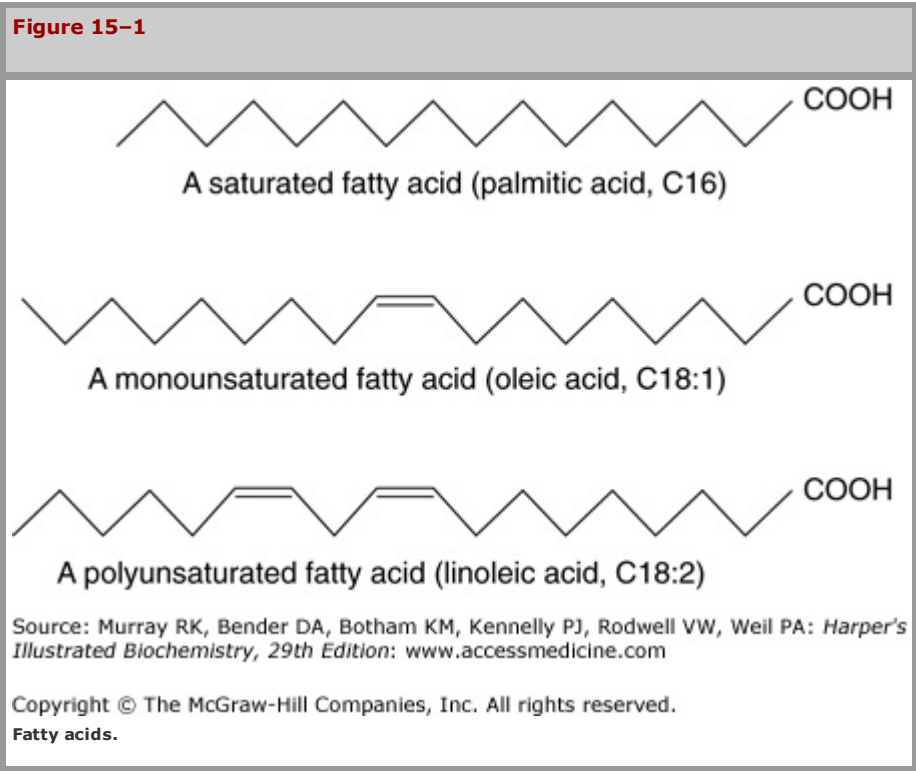 Figure 15–1
COOH
A saturated fatty acid (palmitic acid, C16)
COOH
A monounsaturated fatty acid (oleic acid, C18:1)
COOH
A polyunsaturated fatty acid (linoleic acid, C18:2)
Source: Murray RK, Bender DA, Botham KM, Kennelly PJ, Rodwell VW, Weil PA: Harper's
Illustrated Biochemistry, 29th Edition: www.accessmedicine.com
Copyright © The McGraw-Hill Companies, Inc. All rights reserved.
Fatty acids.